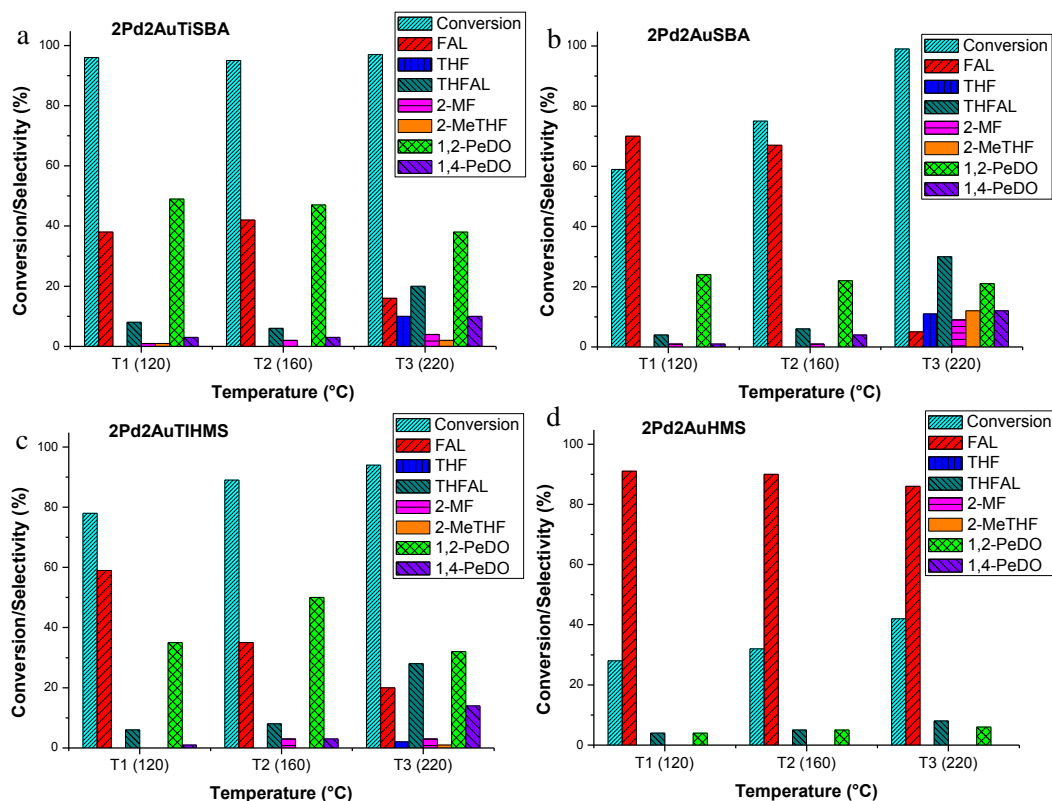 a
2Pd2AuTiSBA
Conversion
FAL
THF
THFAL
2-MF
2-MeTHF
1,2-PeDO
1,4-PeDO
100
80
60
40
20
0
Conversion/Selectivity (%)
T1 (120)
T2 (160)
T3 (220)
Temperature (°C)
b
2Pd2AuSBA
Conversion
FAL
THF
THFAL
2-MF
2-MeTHF
1,2-PeDO
1,4-PeDO
100
80
60
40
20
0
Conversion/Selectivity (%)
T1 (120)
T2 (160)
T3 (220)
Temperature (°C)
c
2Pd2AuTIHMS
Conversion
FAL
THF
THFAL
2-MF
2-MeTHF
1,2-PeDO
1,4-PeDO
100
80
60
40
20
0
Conversion/Selectivity (%)
T1 (120)
T2 (160)
T3 (220)
Temperature (°C)
d
2Pd2AuHMS
Conversion
FAL
THF
THFAL
2-MF
2-MeTHF
1,2-PeDO
1,4-PeDO
100
80
60
40
20
0
Conversion/Selectivity (%)
T1 (120)
T2 (160)
T3 (220)
Temperature (°C)